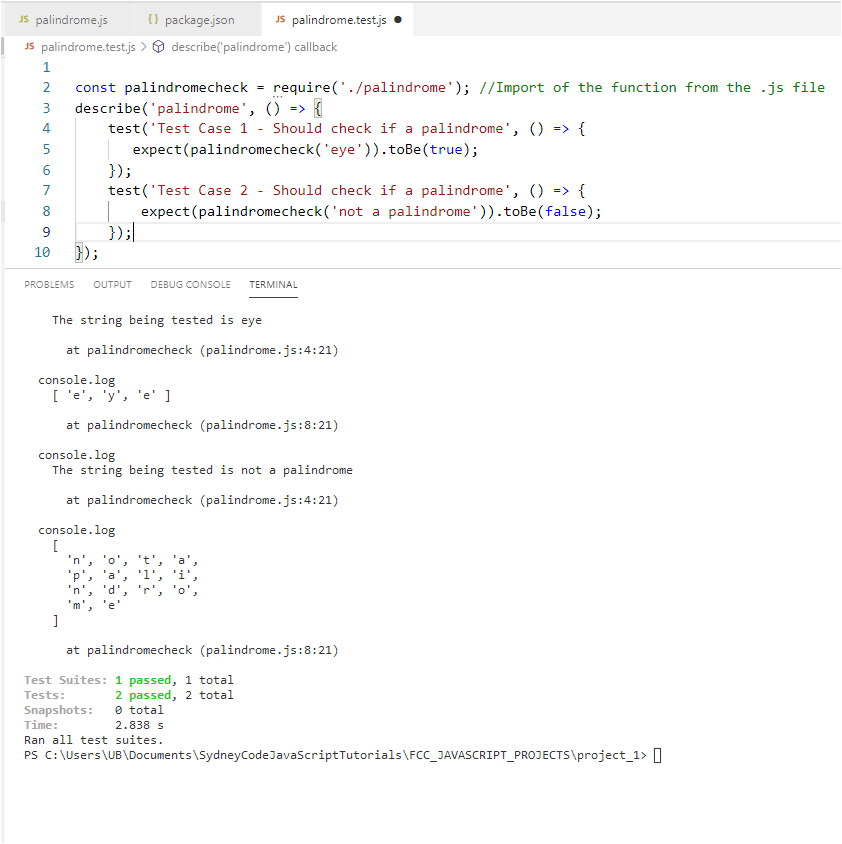 JS palindrome.js {} package.json JS palindrome.test.js ●
JS palindrome.test.js > describe('palindrome') callback
1
2 const palindromecheck = require('./palindrome'); //Import of the function from the .js file
3 describe('palindrome', () => {
4 test('Test Case 1 - Should check if a palindrome', () => {
5 expect(palindromecheck('eye')).toBe(true);
6 });
7 test('Test Case 2 - Should check if a palindrome', () => {
8 expect(palindromecheck('not a palindrome')).toBe(false);
9 });
10 });
PROBLEMS OUTPUT DEBUG CONSOLE TERMINAL
The string being tested is eye
at palindromecheck (palindrome.js:4:21)
console.log
[ 'e', 'y', 'e' ]
at palindromecheck (palindrome.js:8:21)
console.log
The string being tested is not a palindrome
at palindromecheck (palindrome.js:4:21)
console.log
[
'n', 'o', 't', 'a',
'p', 'a', 'l', 'i',
'n', 'd', 'r', 'o',
'm', 'e'
]
at palindromecheck (palindrome.js:8:21)
Test Suites: 1 passed, 1 total
Tests: 2 passed, 2 total
Snapshots: 0 total
Time: 2.838 s
Ran all test suites.
PS C:\Users\UB\Documents\SydneyCodeJavaScriptTutorials\FCC_JAVASCRIPT_PROJECTS\project_1>